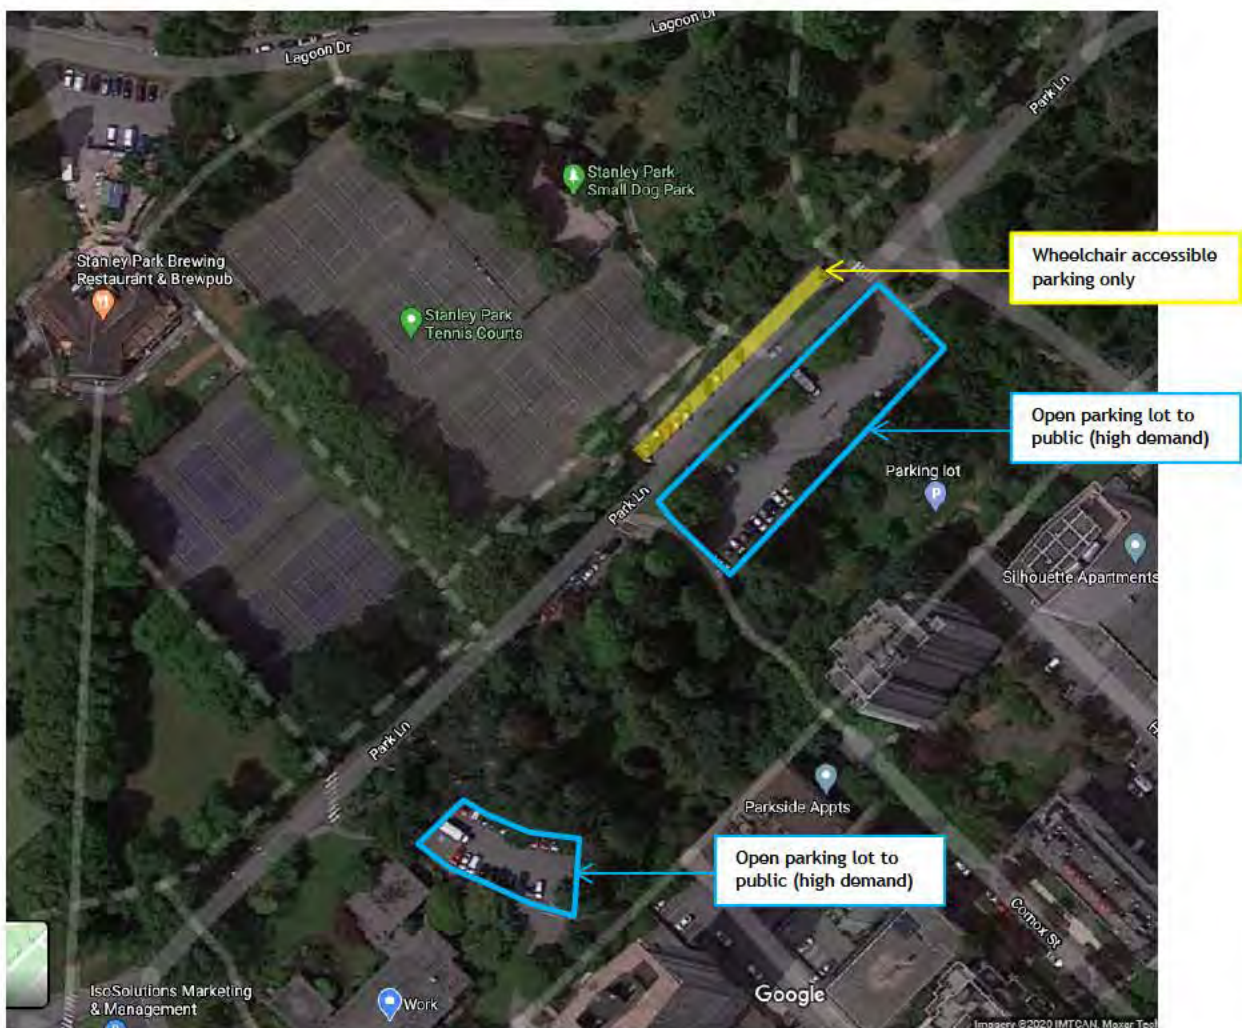 Lagoon Dr
Lagoon Dr
Park Ln
Stanley Park
Small Dog Park
Wheelchair accessible
parking only
Stanley Park Brewing
Restaurant & Brewpub
Stanley Park
Tennis Courts
Open parking lot to
public (high demand)
Parking lot
P
Park Ln
Silhouette Apartments
Park Ln
Parkside Appts
Open parking lot to
public (high demand)
Comox St
IsoSolutions Marketing
& Management
Work
Google
Imagery ©2020 IMTCAN, Maxar Tech